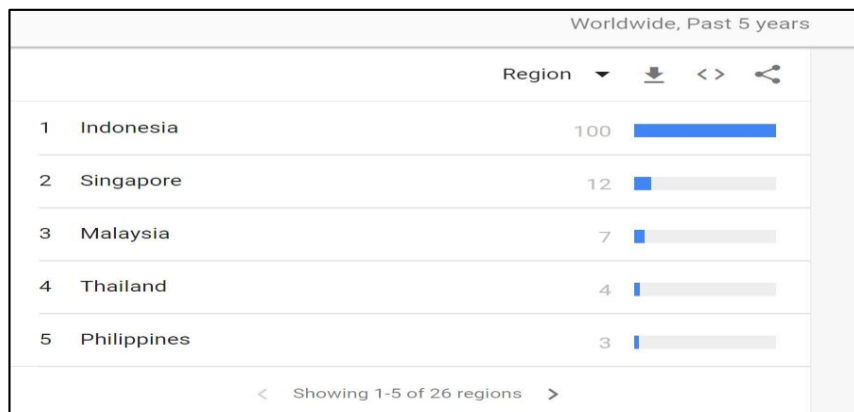 Worldwide, Past 5 years
Region
1 Indonesia 100
2 Singapore 12
3 Malaysia 7
4 Thailand 4
5 Philippines 3
Showing 1-5 of 26 regions